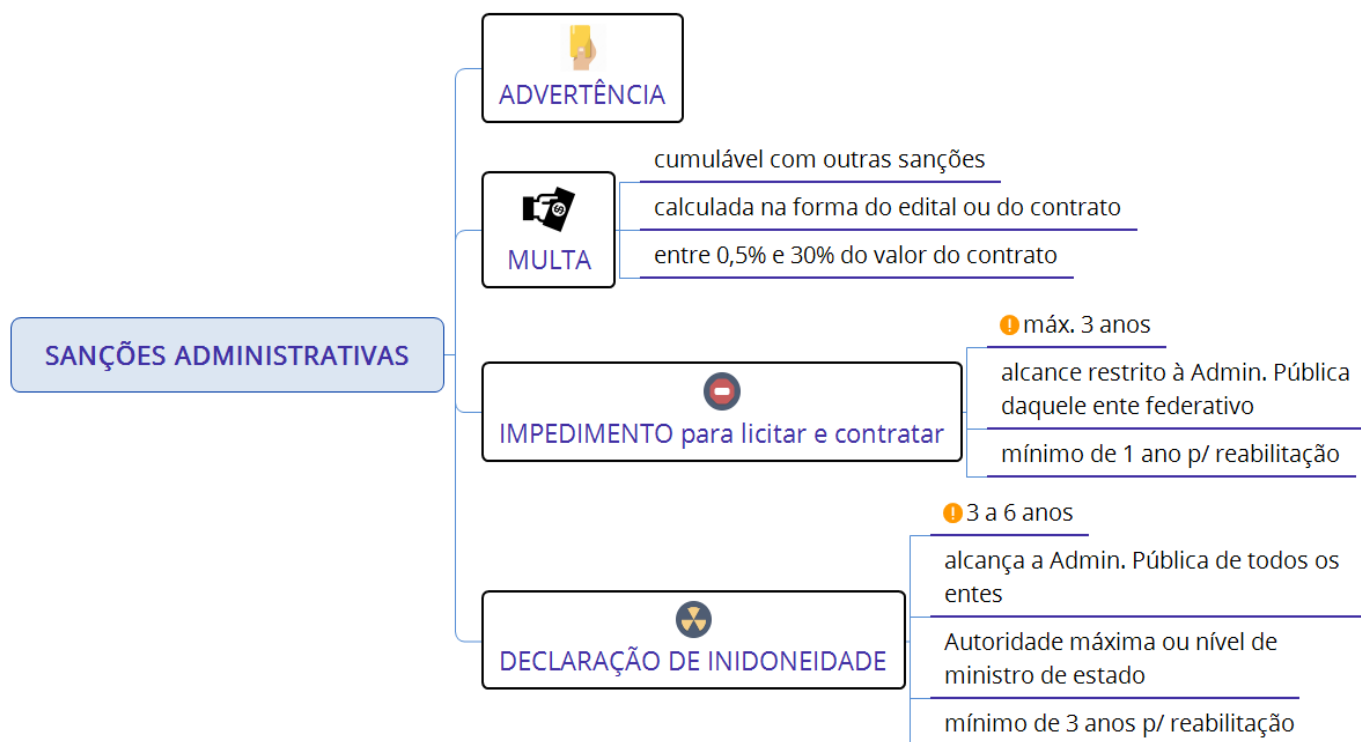 SANÇÕES ADMINISTRATIVAS
ADVERTÊNCIA
MULTA
cumulável com outras sanções
calculada na forma do edital ou do contrato
entre 0,5% e 30% do valor do contrato
IMPEDIMENTO para licitar e contratar
máx. 3 anos
alcance restrito à Admin. Pública
daquele ente federativo
mínimo de 1 ano p/ reabilitação
DECLARAÇÃO DE INIDONEIDADE
3 a 6 anos
alcança a Admin. Pública de todos os
entes
Autoridade máxima ou nível de
ministro de estado
mínimo de 3 anos p/ reabilitação